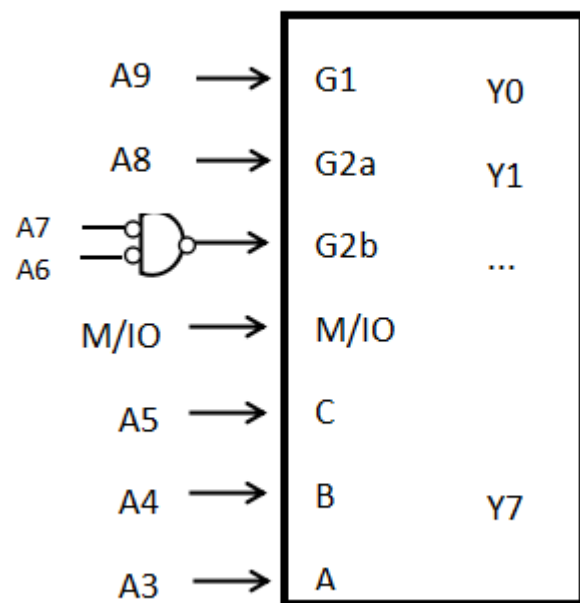 A9 G1 Y0
A8 G2a Y1
A7
A6 G2b ...
M/IO M/IO
A5 C
A4 B Y7
A3 A